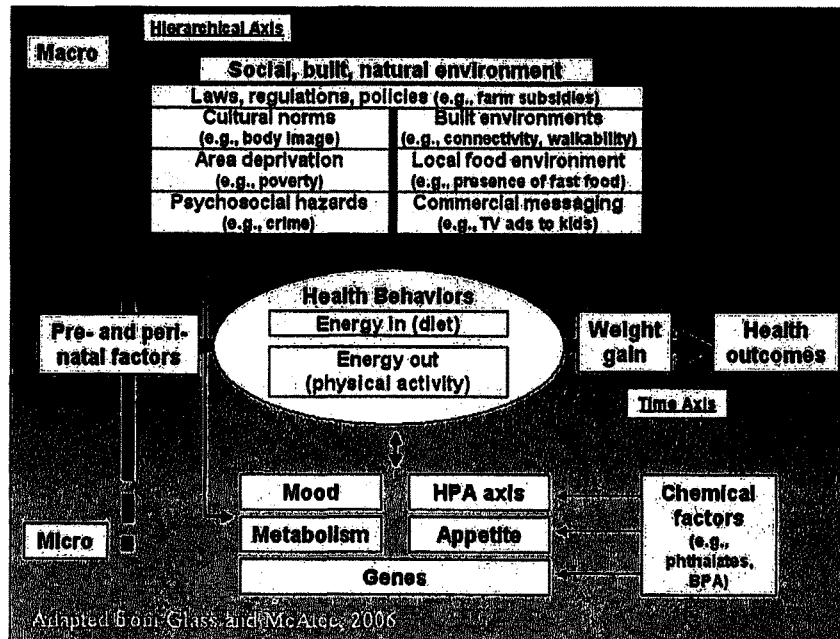 Hierarchical Axis
Macro
Social, built, natural environment
Laws, regulations, policies (e.g., farm subsidies)
Cultural norms
(e.g., body image)
Built environments
(e.g., connectivity, walkability)
Area deprivation
(e.g., poverty)
Local food environment
(e.g., presence of fast food)
Psychosocial hazards
(e.g., crime)
Commercial messaging
(e.g., TV ads to kids)
Health Behaviors
Energy in (diet)
Energy out
(physical activity)
Pre- and peri-
natal factors
Weight
gain
Health
outcomes
Time Axis
Mood
HPA axis
Metabolism
Appetite
Genes
Chemical
factors
(e.g.,
phthalates,
BPA)
Micro
Adapted from Glass and McAtee, 2006